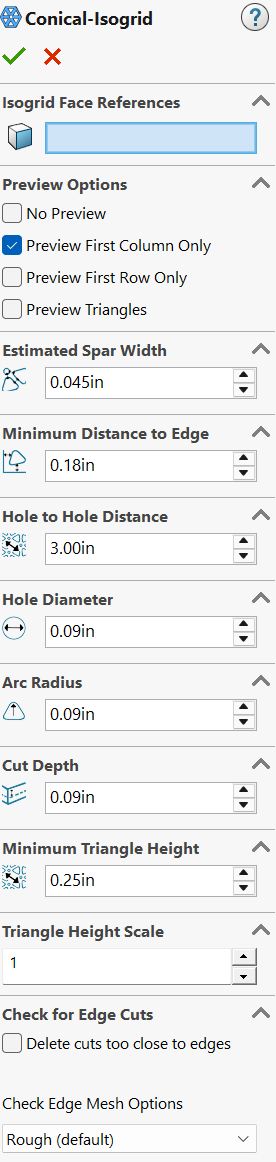 Conical-Isogrid
?
Isogrid Face References
Preview Options
No Preview
Preview First Column Only
Preview First Row Only
Preview Triangles
Estimated Spar Width
0.045in
Minimum Distance to Edge
0.18in
Hole to Hole Distance
3.00in
Hole Diameter
0.09in
Arc Radius
0.09in
Cut Depth
0.09in
Minimum Triangle Height
0.25in
Triangle Height Scale
1
Check for Edge Cuts
Delete cuts too close to edges
Check Edge Mesh Options
Rough (default)